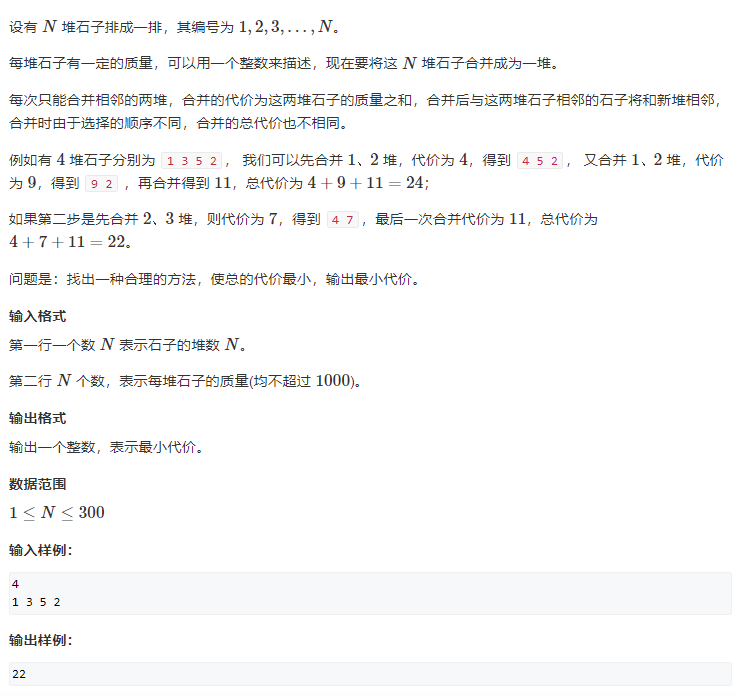 设有 N 堆石子排成一排，其编号为 1,2,3,…,N。
每堆石子有一定的质量，可以用一个整数来描述，现在要将这 N 堆石子合并成为一堆。
每次只能合并相邻的两堆，合并的代价为这两堆石子的质量之和，合并后与这两堆石子相邻的石子将和新堆相邻，
合并时由于选择的顺序不同，合并的总代价也不相同。
例如有 4 堆石子分别为 1 3 5 2 ， 我们可以先合并 1、2 堆，代价为 4，得到 4 5 2 ， 又合并 1、2 堆，代价
为 9，得到 9 2 ，再合并得到 11，总代价为 4+9+11=24；
如果第二步是先合并 2、3 堆，则代价为 7，得到 4 7 ，最后一次合并代价为 11，总代价为
4+7+11=22。
问题是：找出一种合理的方法，使总的代价最小，输出最小代价。
输入格式
第一行一个数 N 表示石子的堆数 N。
第二行 N 个数，表示每堆石子的质量(均不超过 1000)。
输出格式
输出一个整数，表示最小代价。
数据范围
1≤N≤300
输入样例：
4
1 3 5 2
输出样例：
22